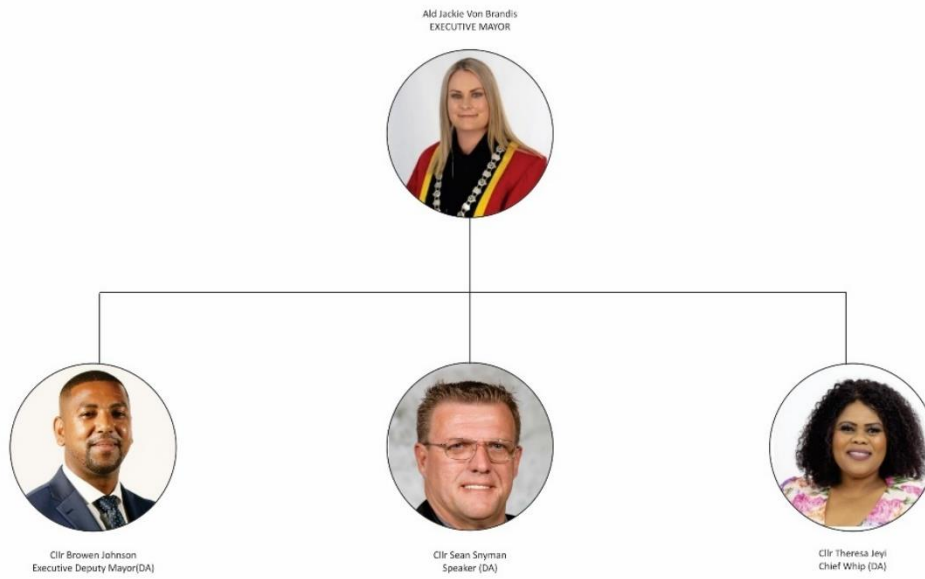 Ald Jackie Von Brandis
EXECUTIVE MAYOR
Cllr Browen Johnson
Executive Deputy Mayor(DA)
Cllr Sean Snyman
Speaker (DA)
Cllr Theresa Jeyi
Chief Whip (DA)